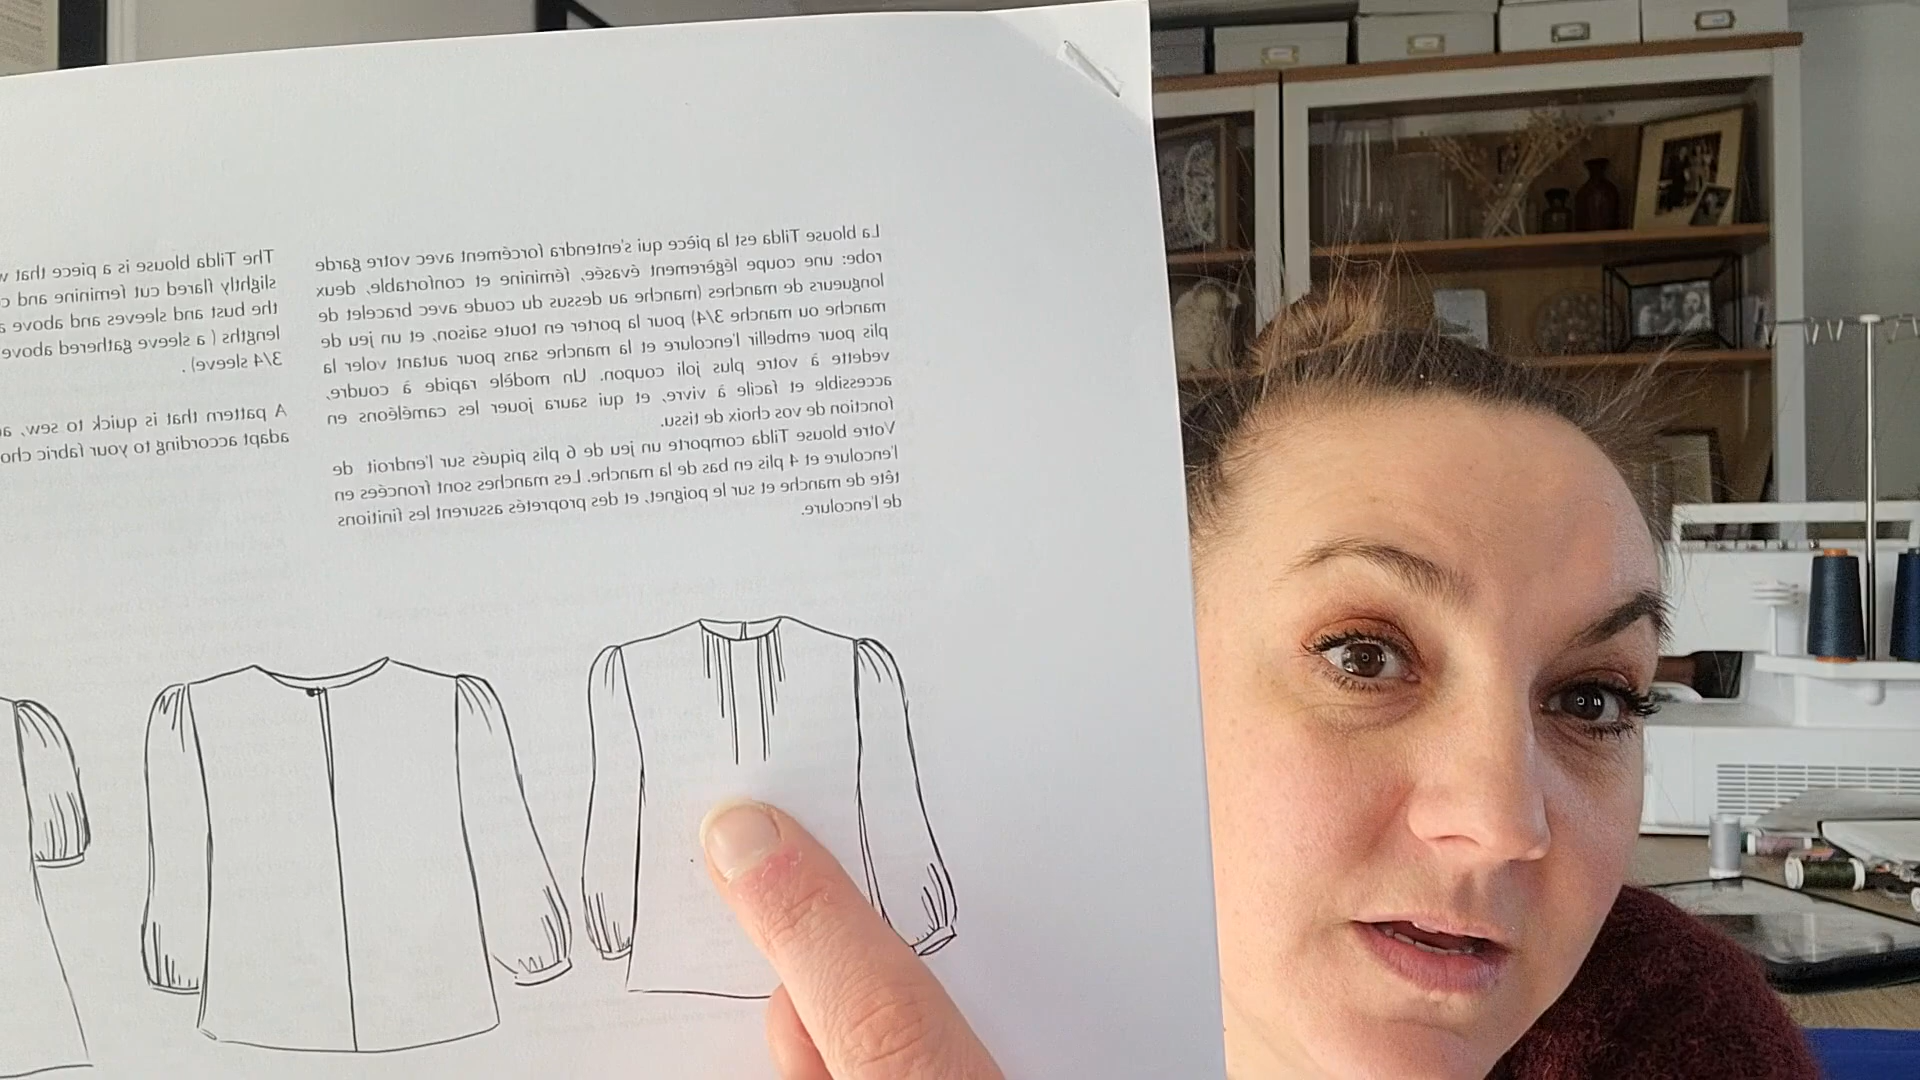 La blouse Tilda est la pièce qui s'entendra forcément avec votre garde
robe: une coupe légèrement évasée, féminine et confortable, deux
longueurs de manches (manche au dessus du coude avec bracelet de
manche ou manche 3/4) pour la porter en toute saison, et un jeu de
plis pour embellir l'encolure et la manche sans pour autant voler la
vedette à votre plus joli coupon. Un modèle rapide à coudre,
accessible et facile à vivre, et qui saura jouer les caméléons en
fonction de vos choix de tissu.
Votre blouse Tilda comporte un jeu de 6 plis piqués sur l'endroit de
l'encolure et 4 plis en bas de la manche. Les manches sont froncées en
tête de manche et sur le poignet, et des propretés assurent les finitions
de l'encolure.
The Tilda blouse is a piece that
slightly flared cut feminine and
the bust and sleeves and above
lengths ( a sleeve gathered above
3/4 sleeve) .
A pattern that is quick to sew,
adapt according to your fabric